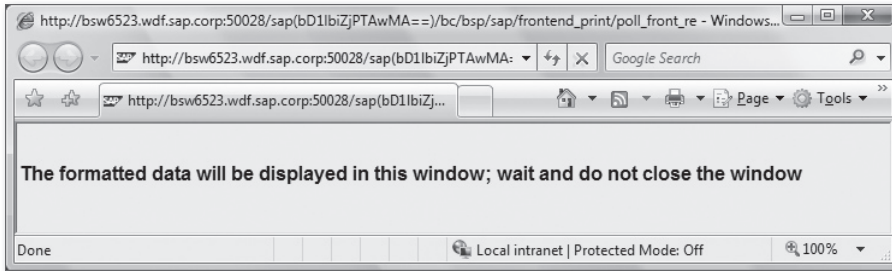 http://bsw6523.wdf.sap.corp:50028/sap(bD1lbiZjPTAwMA==)/bc/bsp/sap/frontend_print/poll_front_re - Windows...
http://bsw6523.wdf.sap.corp:50028/sap(bD1lbiZjPTAwMA: Google Search
http://bsw6523.wdf.sap.corp:50028/sap(bD1lbiZj... Page Tools »
The formatted data will be displayed in this window; wait and do not close the window
Done Local intranet | Protected Mode: Off 100%